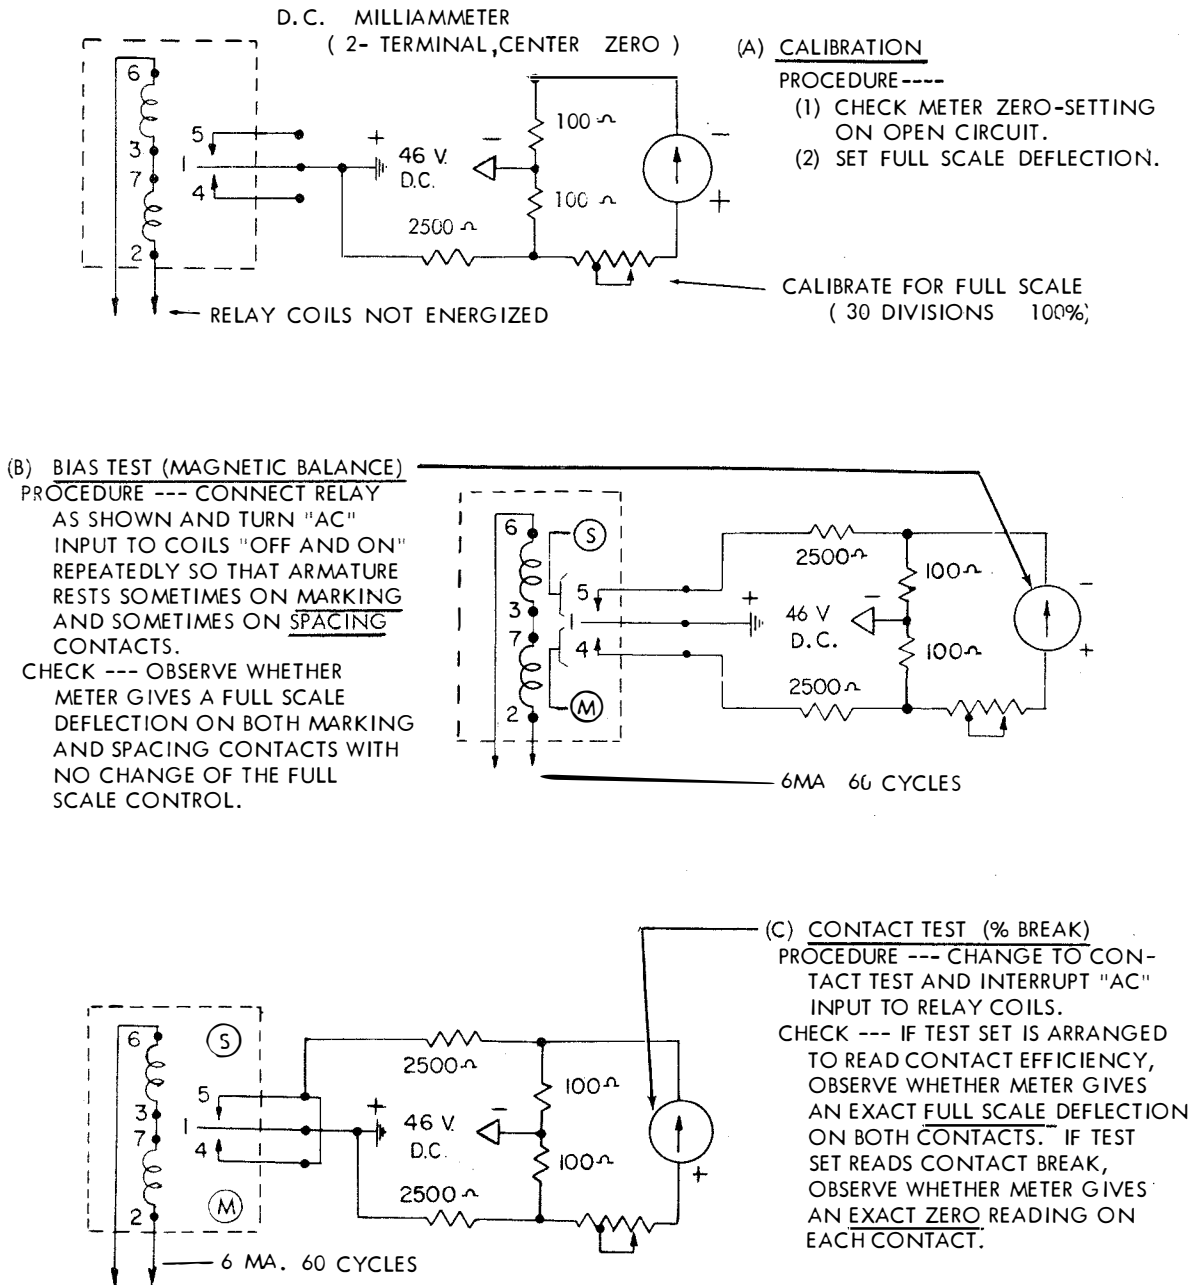 D.C. MILLIAMMETER
( 2- TERMINAL, CENTER ZERO )
6
3
7
2
5
1
4
+
46 V.
D.C.
−
100 Ω
100 Ω
2500 Ω
−
+
RELAY COILS NOT ENERGIZED
(A) CALIBRATION
PROCEDURE----
(1) CHECK METER ZERO-SETTING
ON OPEN CIRCUIT.
(2) SET FULL SCALE DEFLECTION.
CALIBRATE FOR FULL SCALE
( 30 DIVISIONS 100%)
(B) BIAS TEST (MAGNETIC BALANCE)
PROCEDURE --- CONNECT RELAY
AS SHOWN AND TURN "AC"
INPUT TO COILS "OFF AND ON"
REPEATEDLY SO THAT ARMATURE
RESTS SOMETIMES ON MARKING
AND SOMETIMES ON SPACING
CONTACTS.
CHECK --- OBSERVE WHETHER
METER GIVES A FULL SCALE
DEFLECTION ON BOTH MARKING
AND SPACING CONTACTS WITH
NO CHANGE OF THE FULL
SCALE CONTROL.
6
S
3
7
2
M
5
1
4
+
46 V
D.C.
−
2500Ω
2500Ω
100Ω
100Ω
−
+
6MA 60 CYCLES
(C) CONTACT TEST (% BREAK)
PROCEDURE --- CHANGE TO CON-
TACT TEST AND INTERRUPT "AC"
INPUT TO RELAY COILS.
CHECK --- IF TEST SET IS ARRANGED
TO READ CONTACT EFFICIENCY,
OBSERVE WHETHER METER GIVES
AN EXACT FULL SCALE DEFLECTION
ON BOTH CONTACTS. IF TEST
SET READS CONTACT BREAK,
OBSERVE WHETHER METER GIVES
AN EXACT ZERO READING ON
EACH CONTACT.
6
S
3
7
2
M
5
1
4
+
46 V.
D.C.
−
2500Ω
2500Ω
100Ω
100Ω
+
6 MA. 60 CYCLES